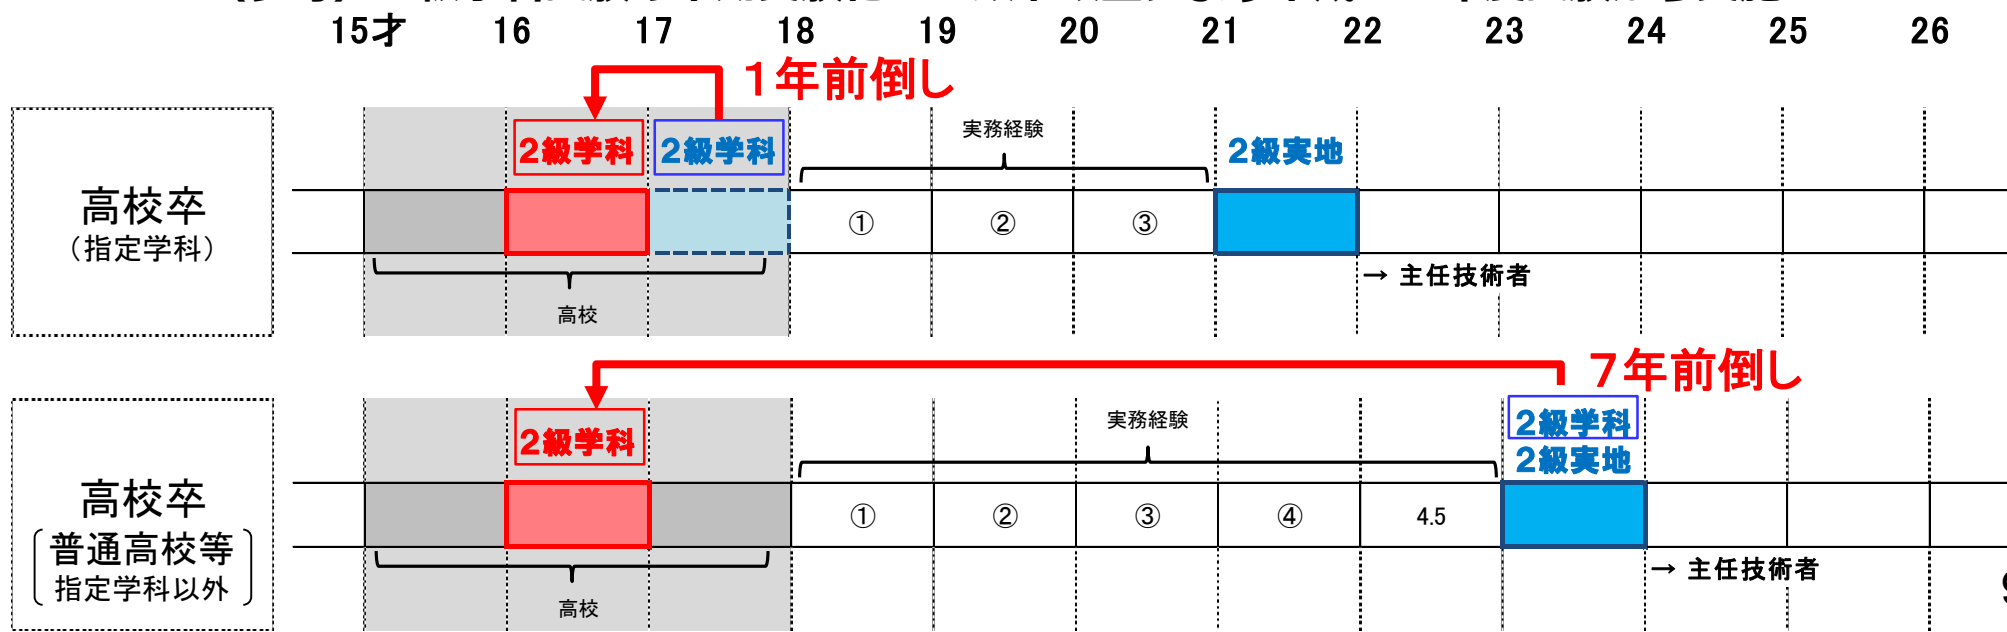 15才 16 17 18 19 20 21 22 23 24 25 26
1年前倒し
高校卒
（指定学科）
2級学科 2級学科 実務経験 2級実地
① ② ③
高校
→ 主任技術者
7年前倒し
高校卒
普通高校等
指定学科以外
2級学科 実務経験 2級学科
2級実地
① ② ③ ④ 4.5
高校
→ 主任技術者